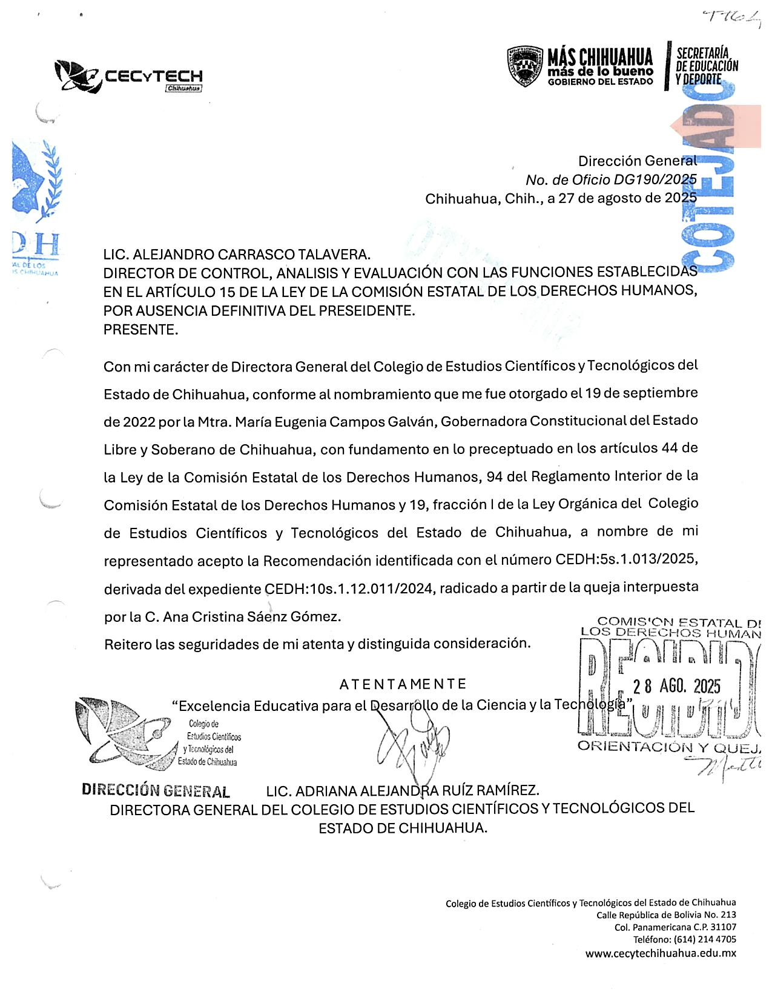 CECYTECH
Chihuahua
MÁS CHIHUAHUA
más de lo bueno
GOBIERNO DEL ESTADO
SECRETARÍA
DE EDUCACIÓN
Y DEPORTE
COTEJADO
DH
AL DE LOS
S CHIHUAHUA
Dirección General
No. de Oficio DG190/2025
Chihuahua, Chih., a 27 de agosto de 2025
LIC. ALEJANDRO CARRASCO TALAVERA.
DIRECTOR DE CONTROL, ANALISIS Y EVALUACIÓN CON LAS FUNCIONES ESTABLECIDAS
EN EL ARTÍCULO 15 DE LA LEY DE LA COMISIÓN ESTATAL DE LOS DERECHOS HUMANOS,
POR AUSENCIA DEFINITIVA DEL PRESEIDENTE.
PRESENTE.
Con mi carácter de Directora General del Colegio de Estudios Científicos y Tecnológicos del
Estado de Chihuahua, conforme al nombramiento que me fue otorgado el 19 de septiembre
de 2022 por la Mtra. María Eugenia Campos Galván, Gobernadora Constitucional del Estado
Libre y Soberano de Chihuahua, con fundamento en lo preceptuado en los artículos 44 de
la Ley de la Comisión Estatal de los Derechos Humanos, 94 del Reglamento Interior de la
Comisión Estatal de los Derechos Humanos y 19, fracción I de la Ley Orgánica del Colegio
de Estudios Científicos y Tecnológicos del Estado de Chihuahua, a nombre de mi
representado acepto la Recomendación identificada con el número CEDH:5s.1.013/2025,
derivada del expediente CEDH:10s.1.12.011/2024, radicado a partir de la queja interpuesta
por la C. Ana Cristina Sáenz Gómez.
Reitero las seguridades de mi atenta y distinguida consideración.
COMISIÓN ESTATAL DE
LOS DERECHOS HUMAN
RECIBIDO
28 AGO. 2025
ORIENTACIÓN Y QUEJA
ATENTAMENTE
“Excelencia Educativa para el Desarrollo de la Ciencia y la Tecnología”
Colegio de
Estudios Científicos
y Tecnológicos del
Estado de Chihuahua
DIRECCIÓN GENERAL
LIC. ADRIANA ALEJANDRA RUÍZ RAMÍREZ.
DIRECTORA GENERAL DEL COLEGIO DE ESTUDIOS CIENTÍFICOS Y TECNOLÓGICOS DEL
ESTADO DE CHIHUAHUA.
Colegio de Estudios Científicos y Tecnológicos del Estado de Chihuahua
Calle República de Bolivia No. 213
Col. Panamericana C.P. 31107
Teléfono: (614) 214 4705
www.cecytechihuahua.edu.mx